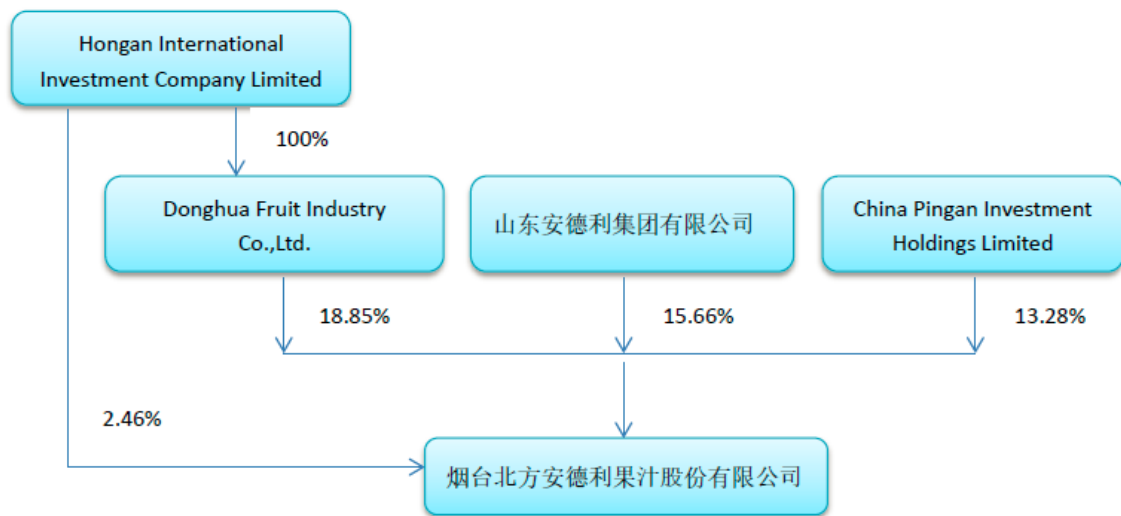 Hongan International
Investment Company Limited
100%
Donghua Fruit Industry
Co.,Ltd.
山东安德利集团有限公司
China Pingan Investment
Holdings Limited
18.85%
15.66%
13.28%
2.46%
烟台北方安德利果汁股份有限公司